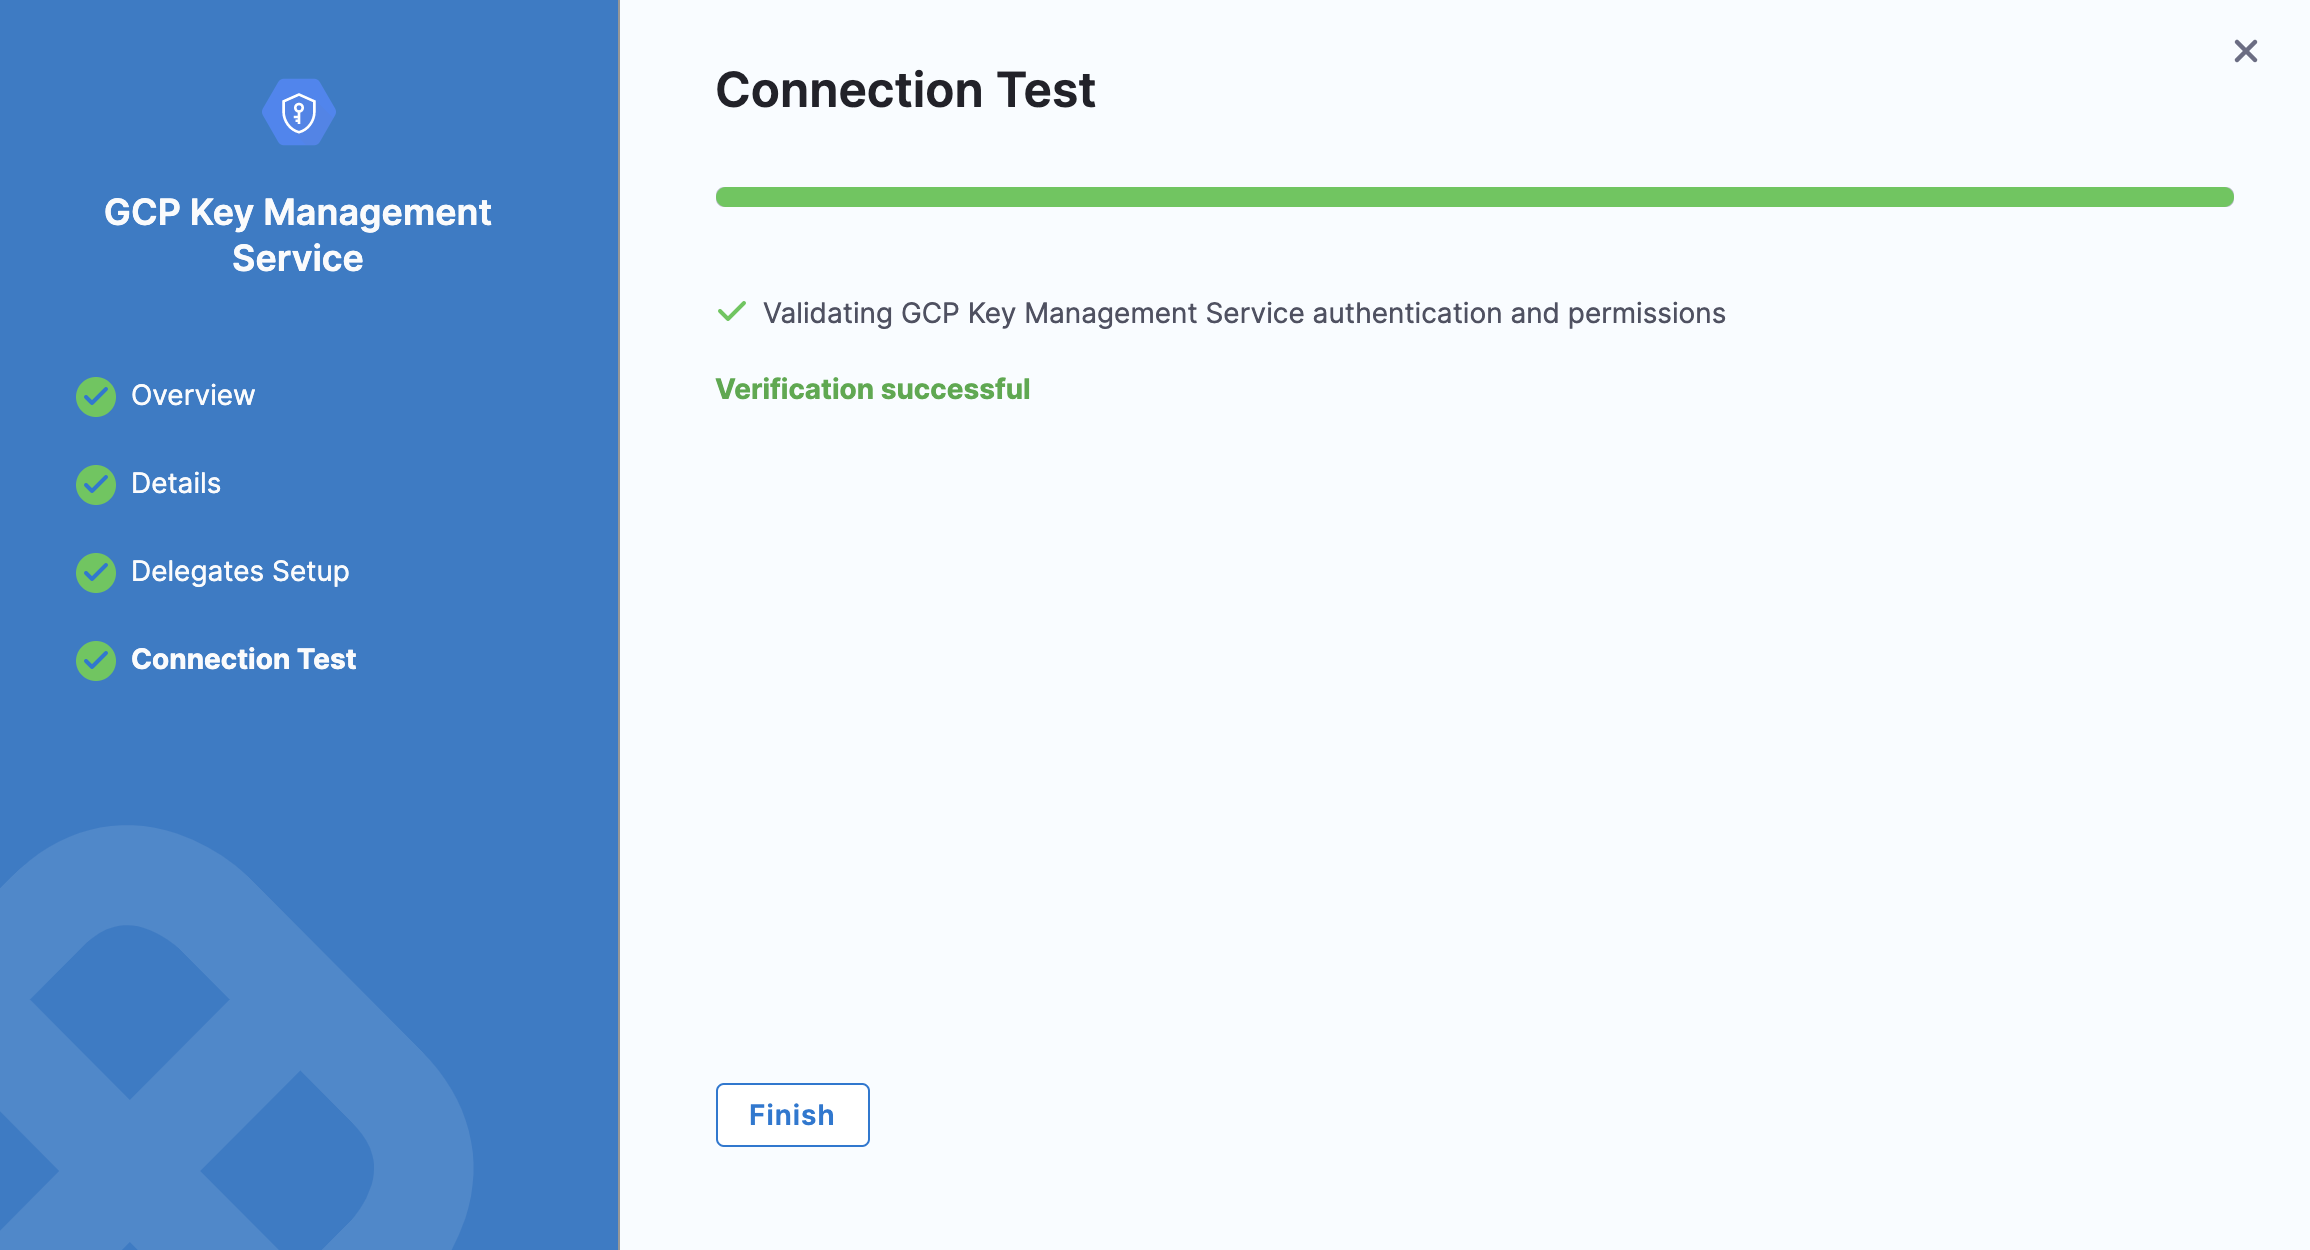 GCP Key Management
Service
Overview
Details
Delegates Setup
Connection Test
Connection Test
Validating GCP Key Management Service authentication and permissions
Verification successful
Finish